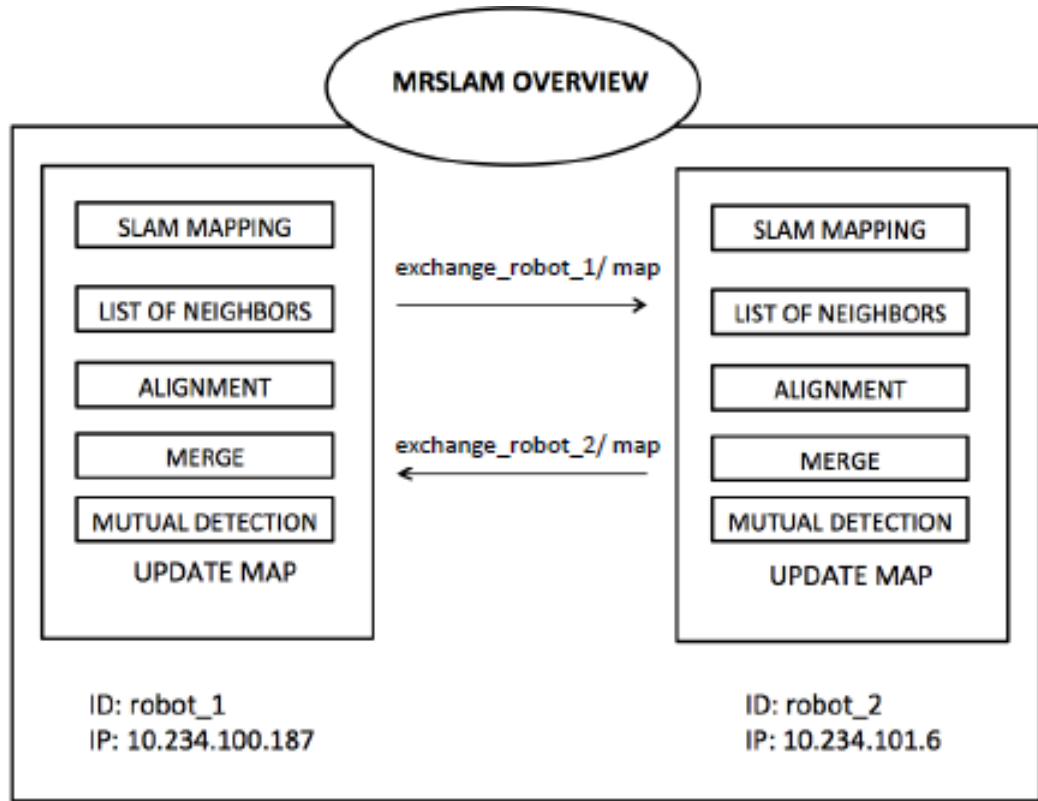 MRSLAM OVERVIEW
SLAM MAPPING
LIST OF NEIGHBORS
ALIGNMENT
MERGE
MUTUAL DETECTION
UPDATE MAP
ID: robot_1
IP: 10.234.100.187
exchange_robot_1/ map
exchange_robot_2/ map
SLAM MAPPING
LIST OF NEIGHBORS
ALIGNMENT
MERGE
MUTUAL DETECTION
UPDATE MAP
ID: robot_2
IP: 10.234.101.6